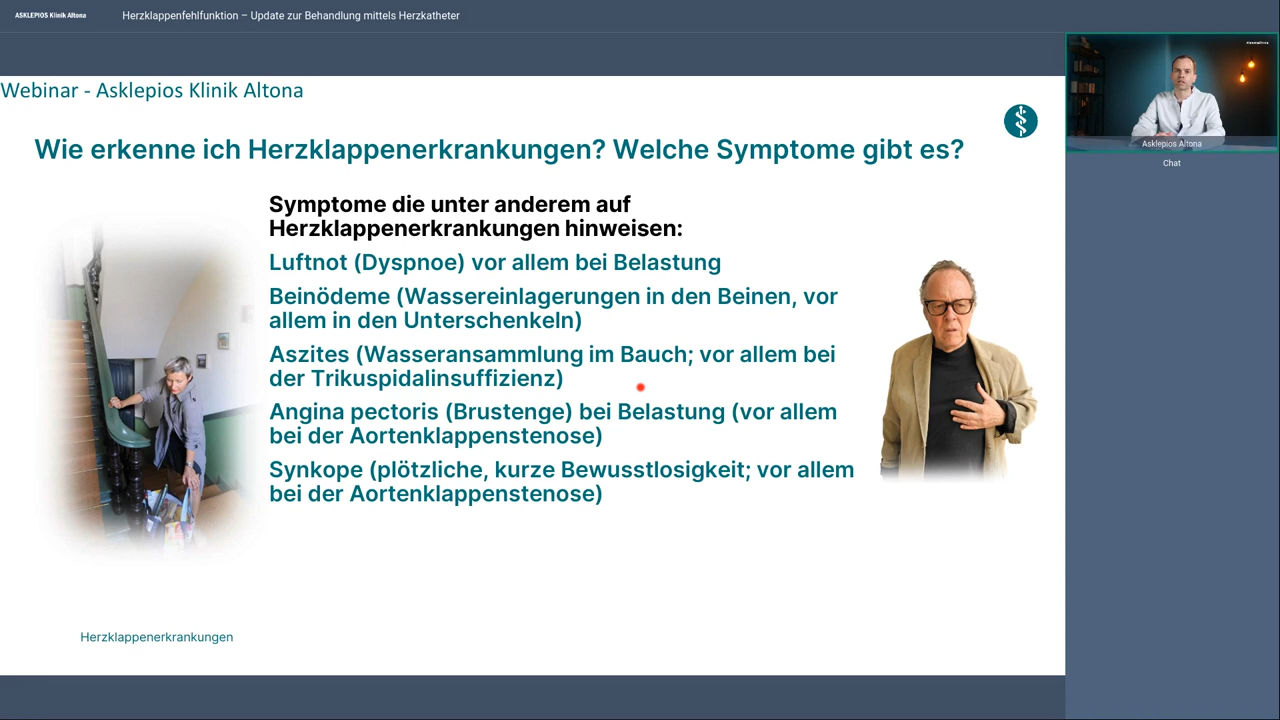 ASKLEPIOS Klinik Altona
Herzklappenfehlfunktion – Update zur Behandlung mittels Herzkatheter
Webinar - Asklepios Klinik Altona
Wie erkenne ich Herzklappenerkrankungen? Welche Symptome gibt es?
Symptome die unter anderem auf
Herzklappenerkrankungen hinweisen:
Luftnot (Dyspnoe) vor allem bei Belastung
Beinödeme (Wassereinlagerungen in den Beinen, vor
allem in den Unterschenkeln)
Aszites (Wasseransammlung im Bauch; vor allem bei
der Trikuspidalinsuffizienz)
Angina pectoris (Brustenge) bei Belastung (vor allem
bei der Aortenklappenstenose)
Synkope (plötzliche, kurze Bewusstlosigkeit; vor allem
bei der Aortenklappenstenose)
Herzklappenerkrankungen
Asklepios Altona
Chat